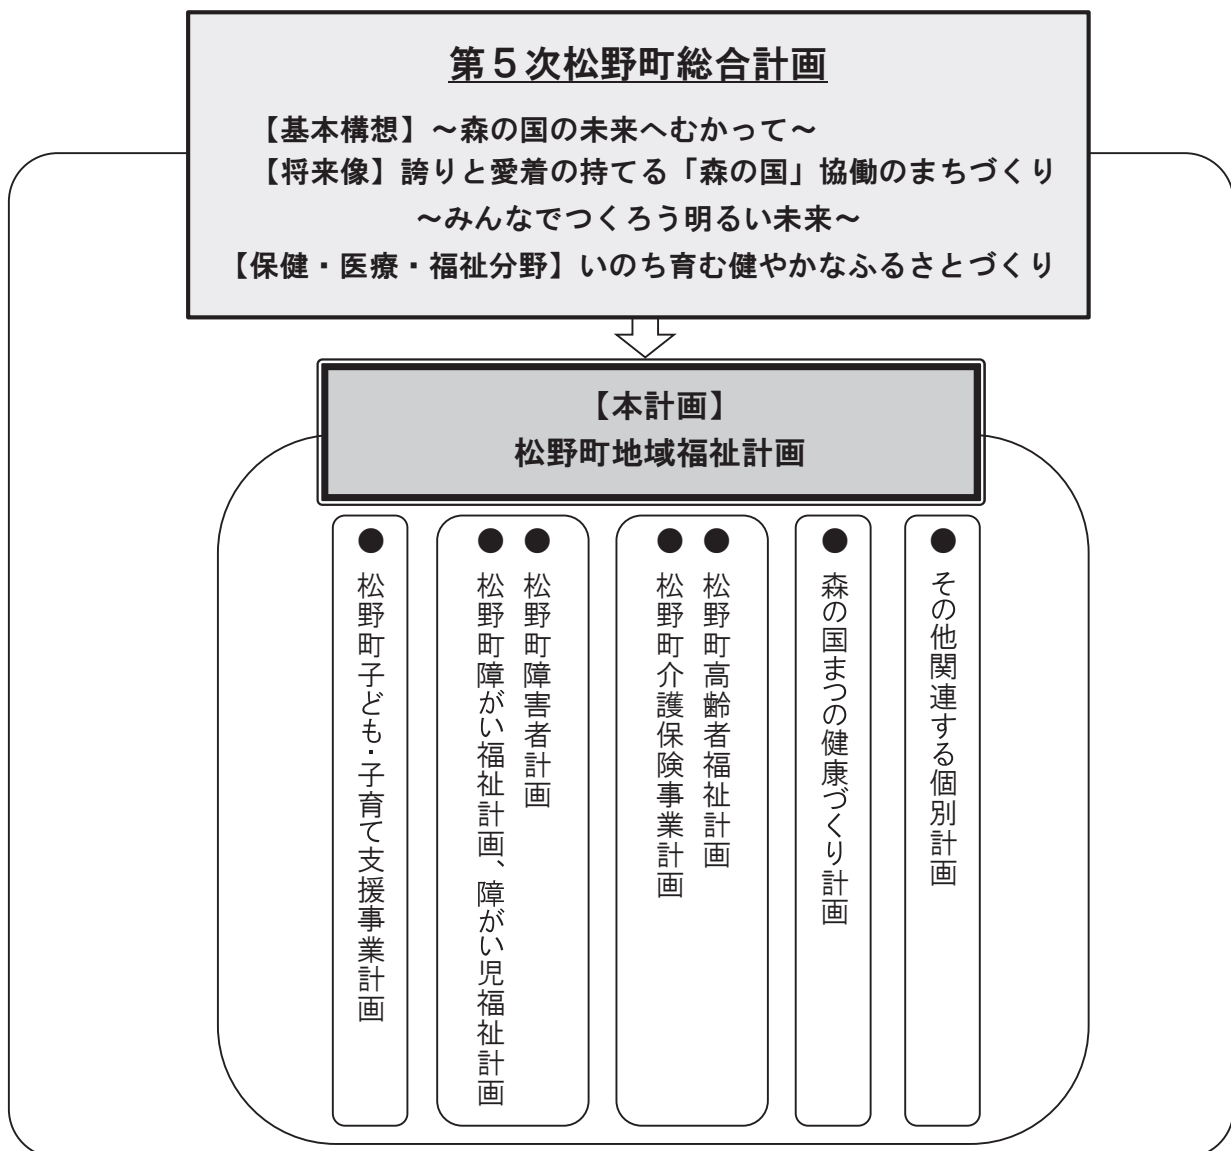 第５次松野町総合計画
【基本構想】～森の国の未来へむかって～
【将来像】誇りと愛着の持てる「森の国」協働のまちづくり
～みんなでつくろう明るい未来～
【保健・医療・福祉分野】いのち育む健やかなふるさとづくり
【本計画】
松野町地域福祉計画
●その他関連する個別計画
●森の国まつの健康づくり計画
●松野町高齢者福祉計画
●松野町介護保険事業計画
●松野町障害者計画
●松野町障がい福祉計画、障がい児福祉計画
●松野町子ども・子育て支援事業計画